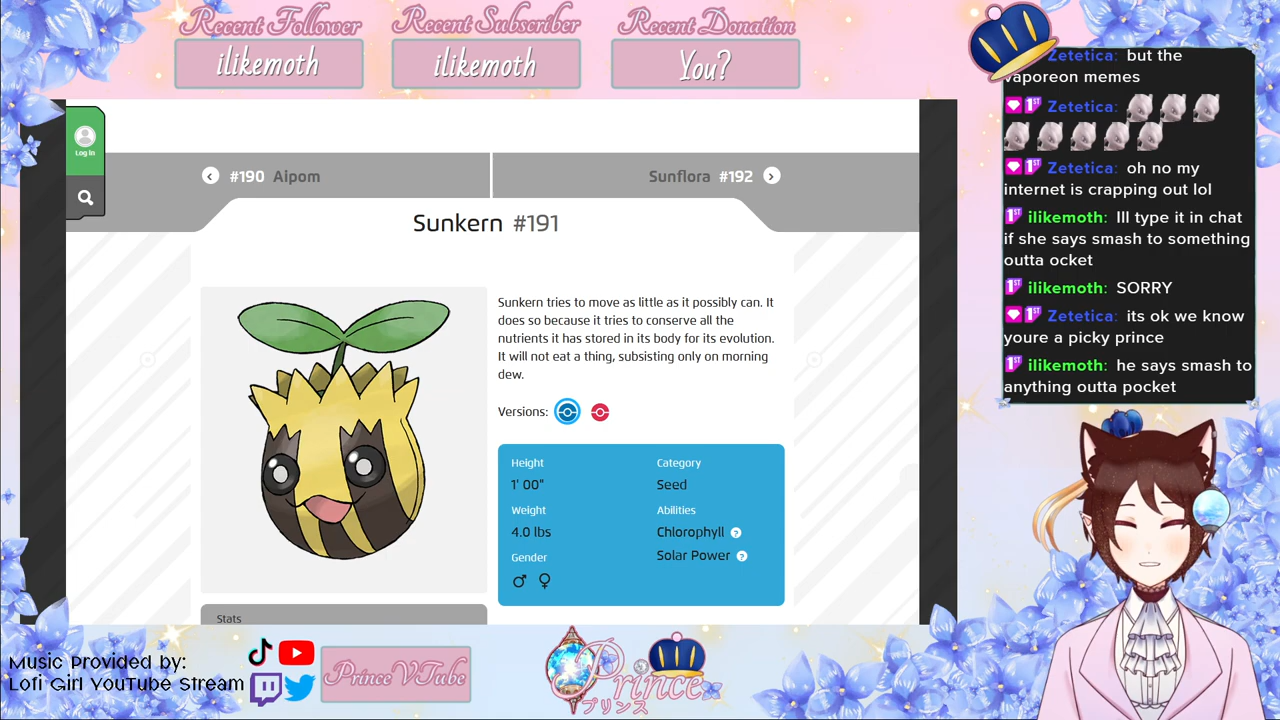 Recent Follower
ilikemoth
Recent Subscriber
ilikemoth
Recent Donation
You?
Log In
#190 Aipom
Sunflora #192
Sunkern #191
Sunkern tries to move as little as it possibly can. It
does so because it tries to conserve all the
nutrients it has stored in its body for its evolution.
It will not eat a thing, subsisting only on morning
dew.
Versions:
Height
1' 00"
Weight
4.0 lbs
Gender
Category
Seed
Abilities
Chlorophyll
Solar Power
Stats
Zetetica: but the
vaporeon memes
Zetetica:
Zetetica: oh no my
internet is crapping out lol
ilikemoth: Ill type it in chat
if she says smash to something
outta ocket
ilikemoth: SORRY
Zetetica: its ok we know
youre a picky prince
ilikemoth: he says smash to
anything outta pocket
Music Provided by:
Lofi Girl YouTube Stream
PrinceVTube
Prince
プリンス